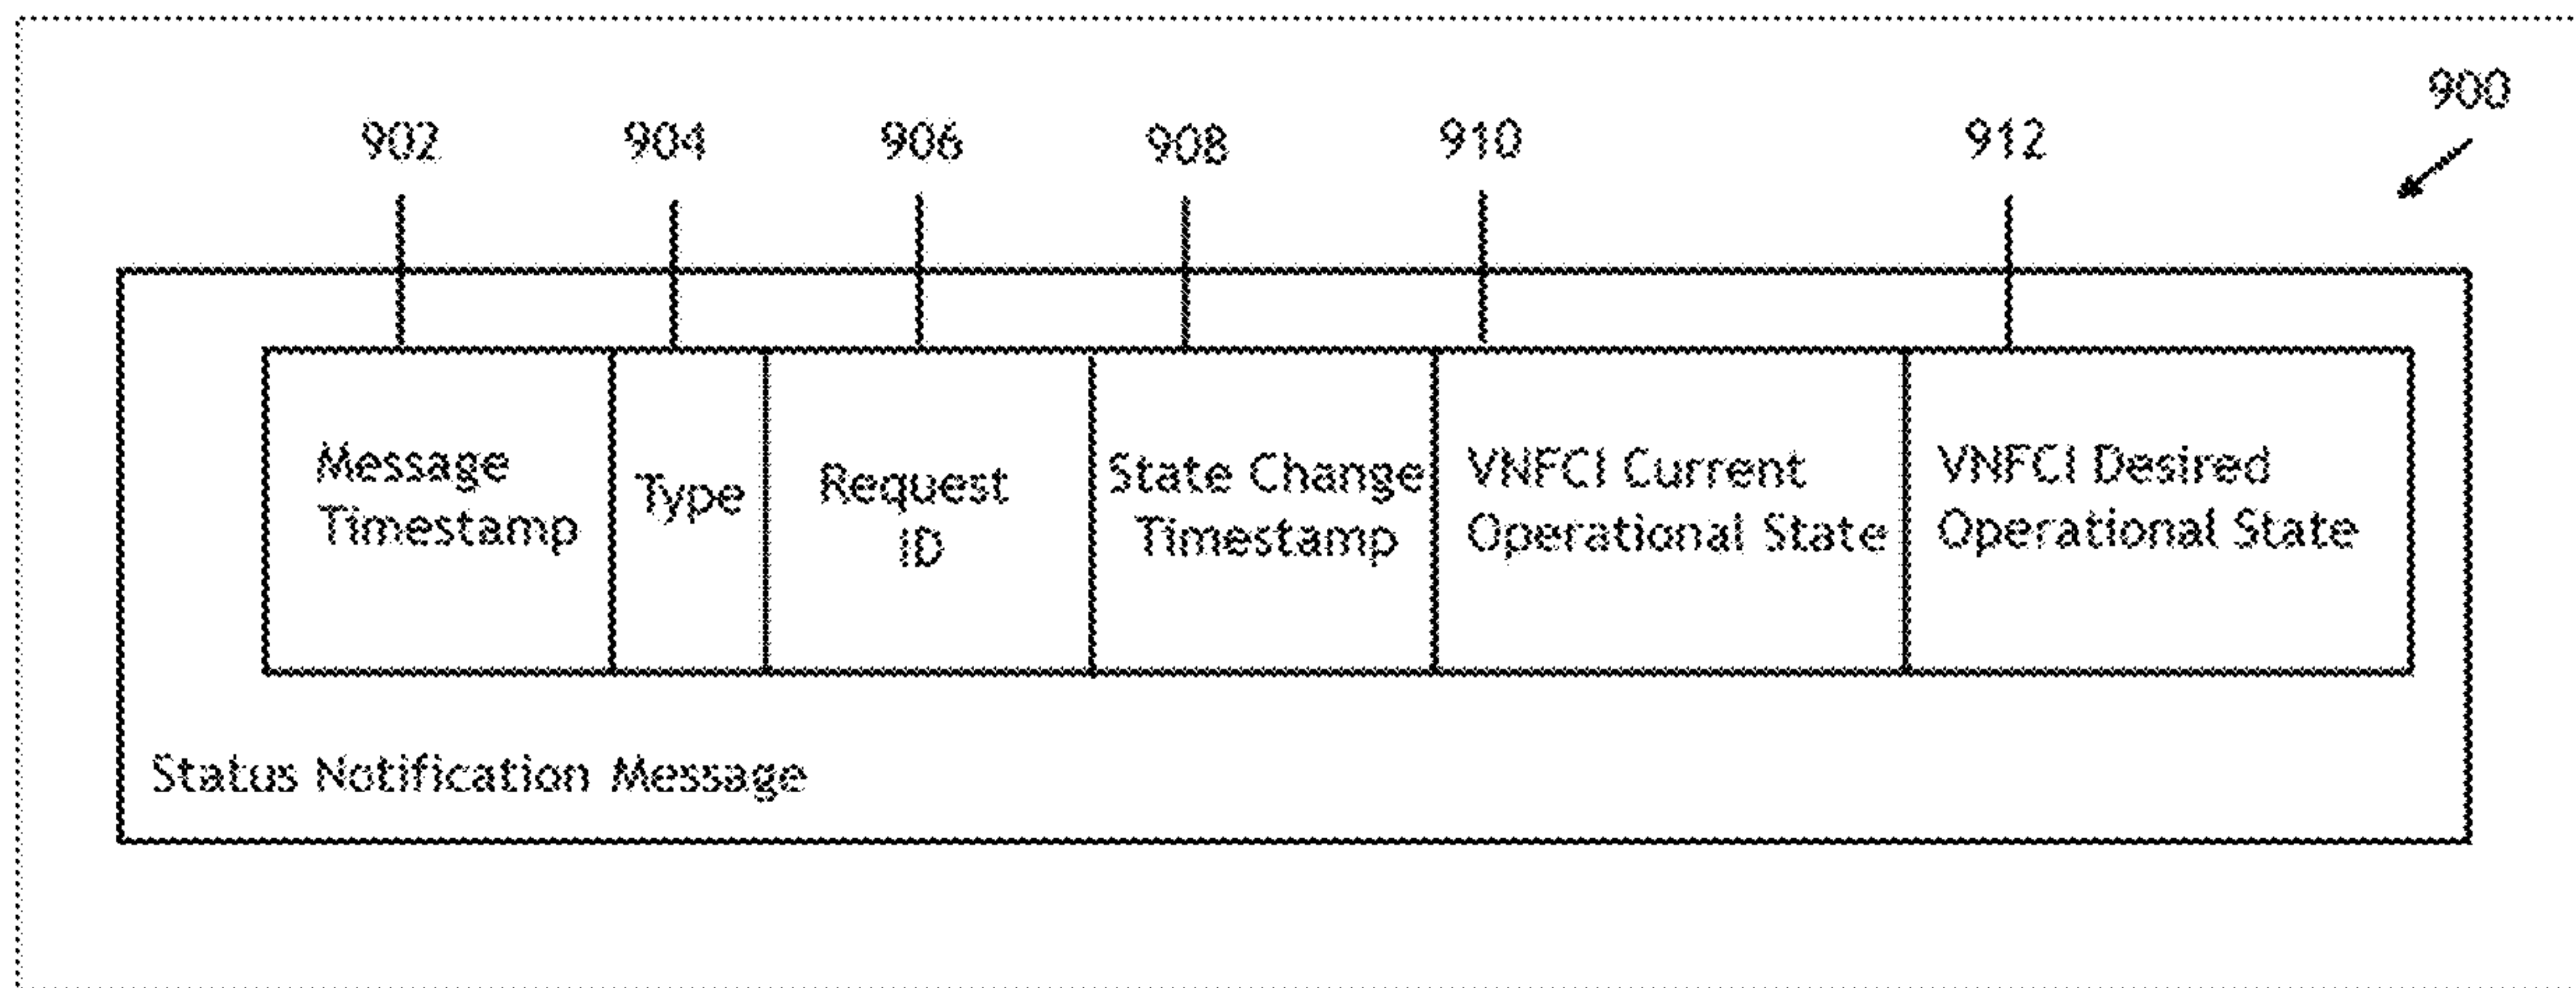 900
902 904 906 908 910 912
Message
Timestamp
Type
Request
ID
State Change
Timestamp
VNFCI Current
Operational State
VNFCI Desired
Operational State
Status Notification Message